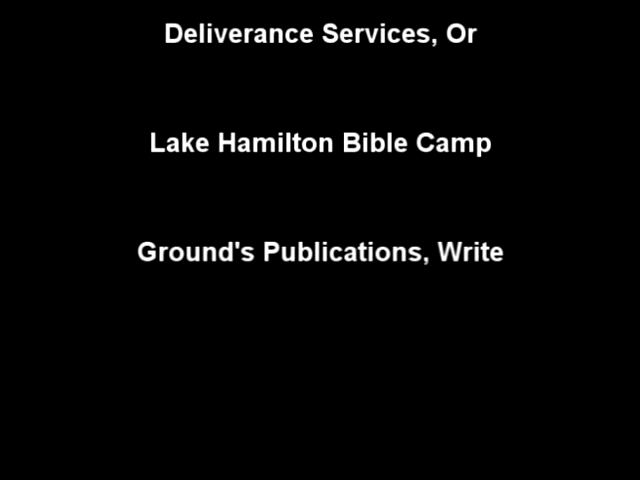 Deliverance Services, Or
Lake Hamilton Bible Camp
Ground's Publications, Write